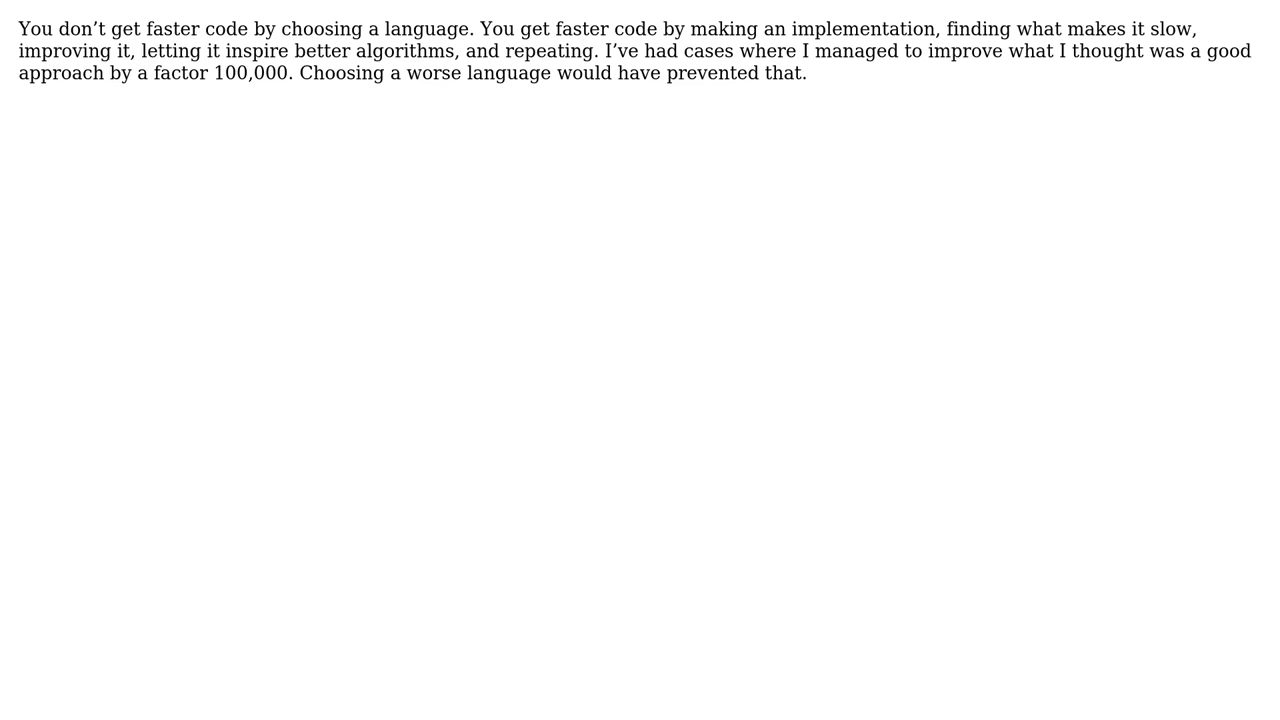 You don’t get faster code by choosing a language. You get faster code by making an implementation, finding what makes it slow,
improving it, letting it inspire better algorithms, and repeating. I’ve had cases where I managed to improve what I thought was a good
approach by a factor 100,000. Choosing a worse language would have prevented that.